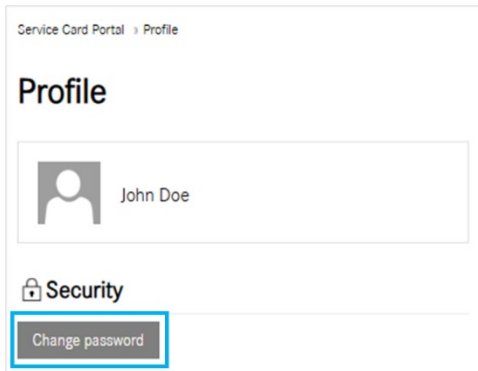 Service Card Portal » Profile
Profile
John Doe
Security
Change password